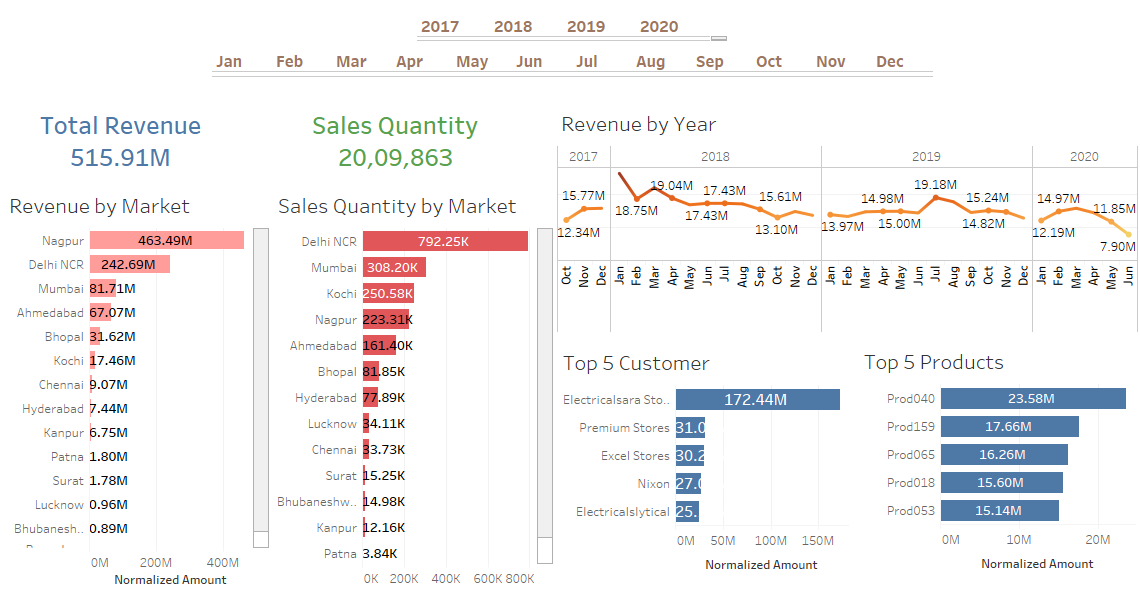 2017 2018 2019 2020
Jan Feb Mar Apr May Jun Jul Aug Sep Oct Nov Dec
Total Revenue
515.91M
Sales Quantity
20,09,863
Revenue by Market
Nagpur 463.49M
Delhi NCR 242.69M
Mumbai 81.71M
Ahmedabad 67.07M
Bhopal 31.62M
Kochi 17.46M
Chennai 9.07M
Hyderabad 7.44M
Kanpur 6.75M
Patna 1.80M
Surat 1.78M
Lucknow 0.96M
Bhubanesh.. 0.89M
0M 200M 400M
Normalized Amount
Sales Quantity by Market
Delhi NCR 792.25K
Mumbai 308.20K
Kochi 250.58K
Nagpur 223.31K
Ahmedabad 161.40K
Bhopal 81.85K
Hyderabad 77.89K
Lucknow 34.11K
Chennai 33.73K
Surat 15.25K
Bhubaneshw.. 14.98K
Kanpur 12.16K
Patna 3.84K
0K 200K 400K 600K 800K
Revenue by Year
2017 2018 2019 2020
15.77M 19.04M 17.43M 15.61M 14.98M 19.18M 15.24M 14.97M 11.85M
12.34M 18.75M 17.43M 13.10M 13.97M 15.00M 14.82M 12.19M 7.90M
Oct Nov Dec Jan Feb Mar Apr May Jun Jul Aug Sep Oct Nov Dec Jan Feb Mar Apr May Jun Jul Aug Sep Oct Nov Dec Jan Feb Mar Apr May Jun
Top 5 Customer
Electricalsara Sto.. 172.44M
Premium Stores 31.0
Excel Stores 30.2
Nixon 27.0
Electricalslytical 25.
0M 50M 100M 150M
Normalized Amount
Top 5 Products
Prod040 23.58M
Prod159 17.66M
Prod065 16.26M
Prod018 15.60M
Prod053 15.14M
0M 10M 20M
Normalized Amount